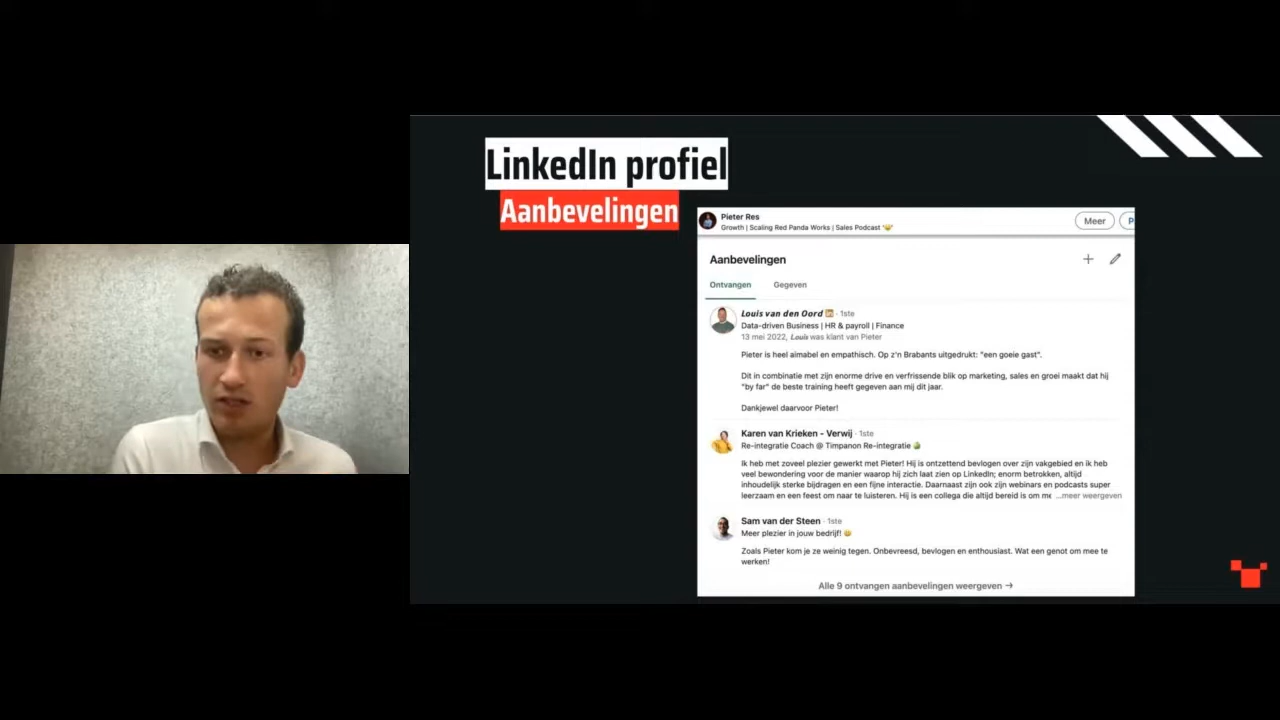 LinkedIn profiel
Aanbevelingen
Pieter Res
Growth | Scaling Red Panda Works | Sales Podcast
Meer
P
Aanbevelingen
Ontvangen
Gegeven
Louis van den Oord · 1ste
Data-driven Business | HR & payroll | Finance
13 mei 2022, Louis was klant van Pieter
Pieter is heel aimabel en empathisch. Op z'n Brabants uitgedrukt: "een goeie gast".
Dit in combinatie met zijn enorme drive en verfrissende blik op marketing, sales en groei maakt dat hij
"by far" de beste training heeft gegeven aan mij dit jaar.
Dankjewel daarvoor Pieter!
Karen van Krieken - Verwij · 1ste
Re-integratie Coach @ Timpanon Re-integratie
Ik heb met zoveel plezier gewerkt met Pieter! Hij is ontzettend bevlogen over zijn vakgebied en ik heb
veel bewondering voor de manier waarop hij zich laat zien op LinkedIn; enorm betrokken, altijd
inhoudelijk sterke bijdragen en een fijne interactie. Daarnaast zijn ook zijn webinars en podcasts super
leerzaam en een feest om naar te luisteren. Hij is een collega die altijd bereid is om me ...meer weergeven
Sam van der Steen · 1ste
Meer plezier in jouw bedrijf!
Zoals Pieter kom je ze weinig tegen. Onbevreesd, bevlogen en enthousiast. Wat een genot om mee te
werken!
Alle 9 ontvangen aanbevelingen weergeven →